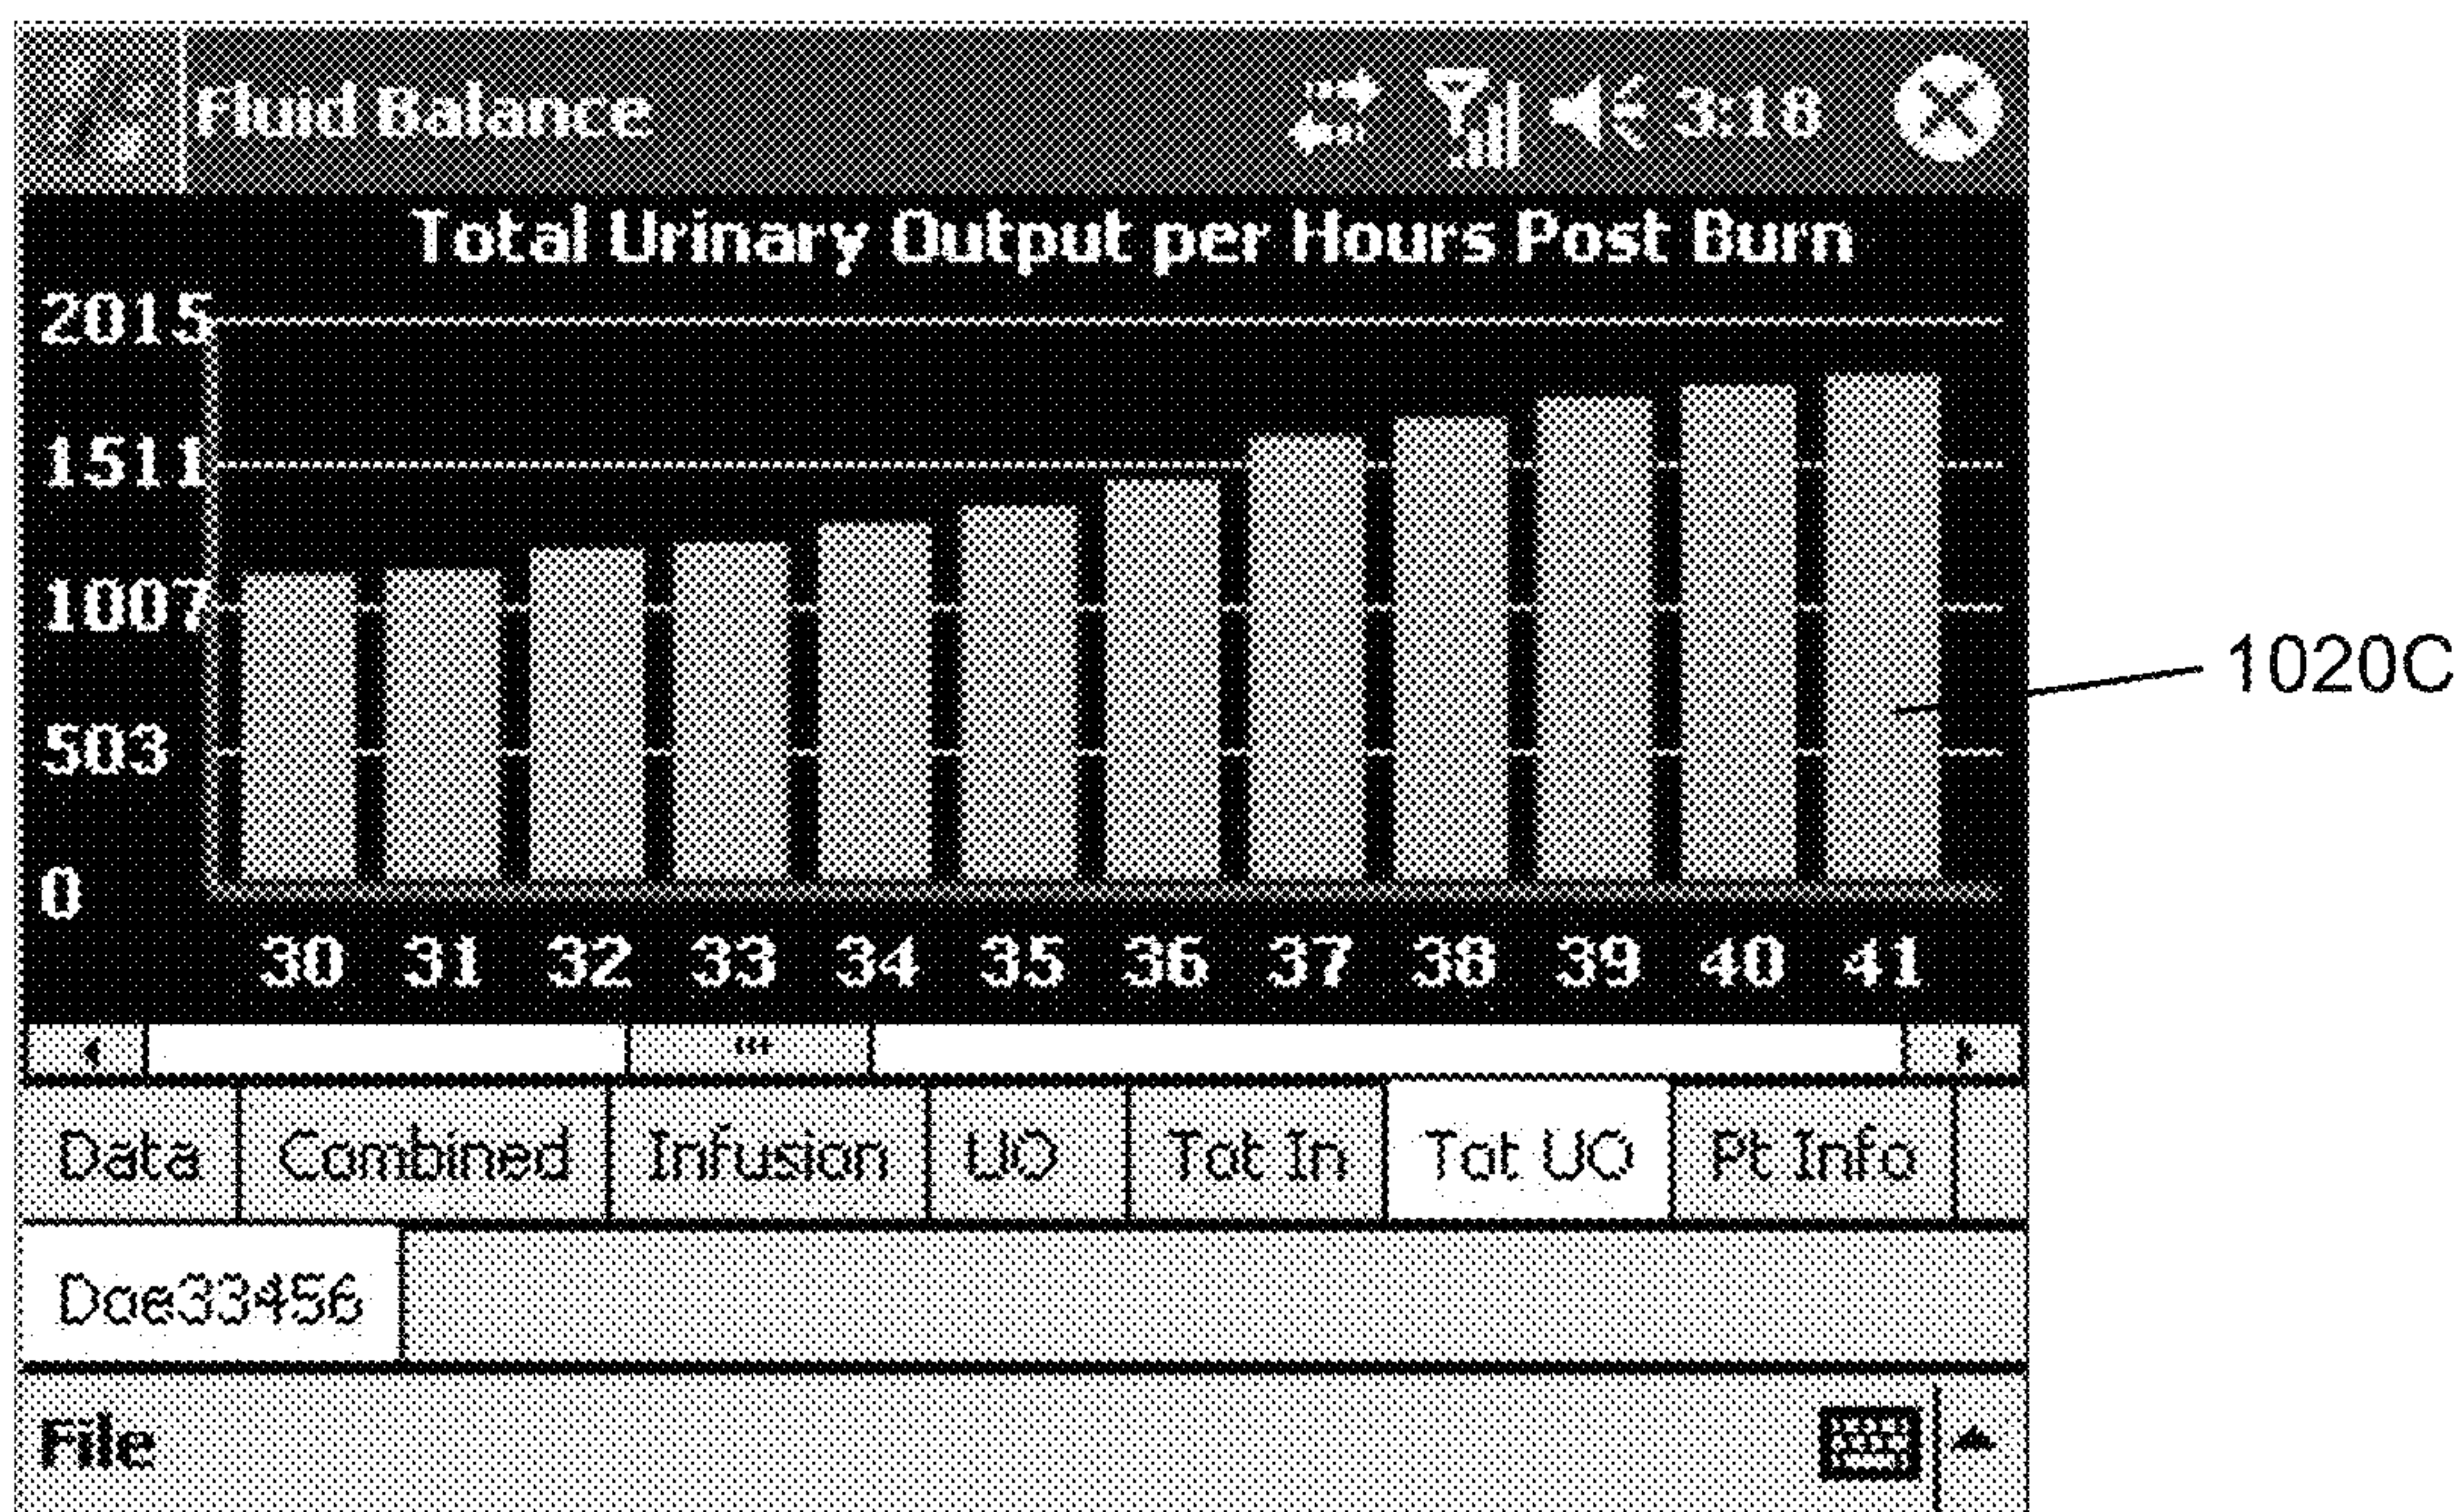 Fluid Balance 3:18
Total Urinary Output per Hours Post Burn
2015
1511
1007
503
0
30 31 32 33 34 35 36 37 38 39 40 41
1020C
Data Combined Infusion UO Tot In Tot UO Pt Info
Doe33456
File